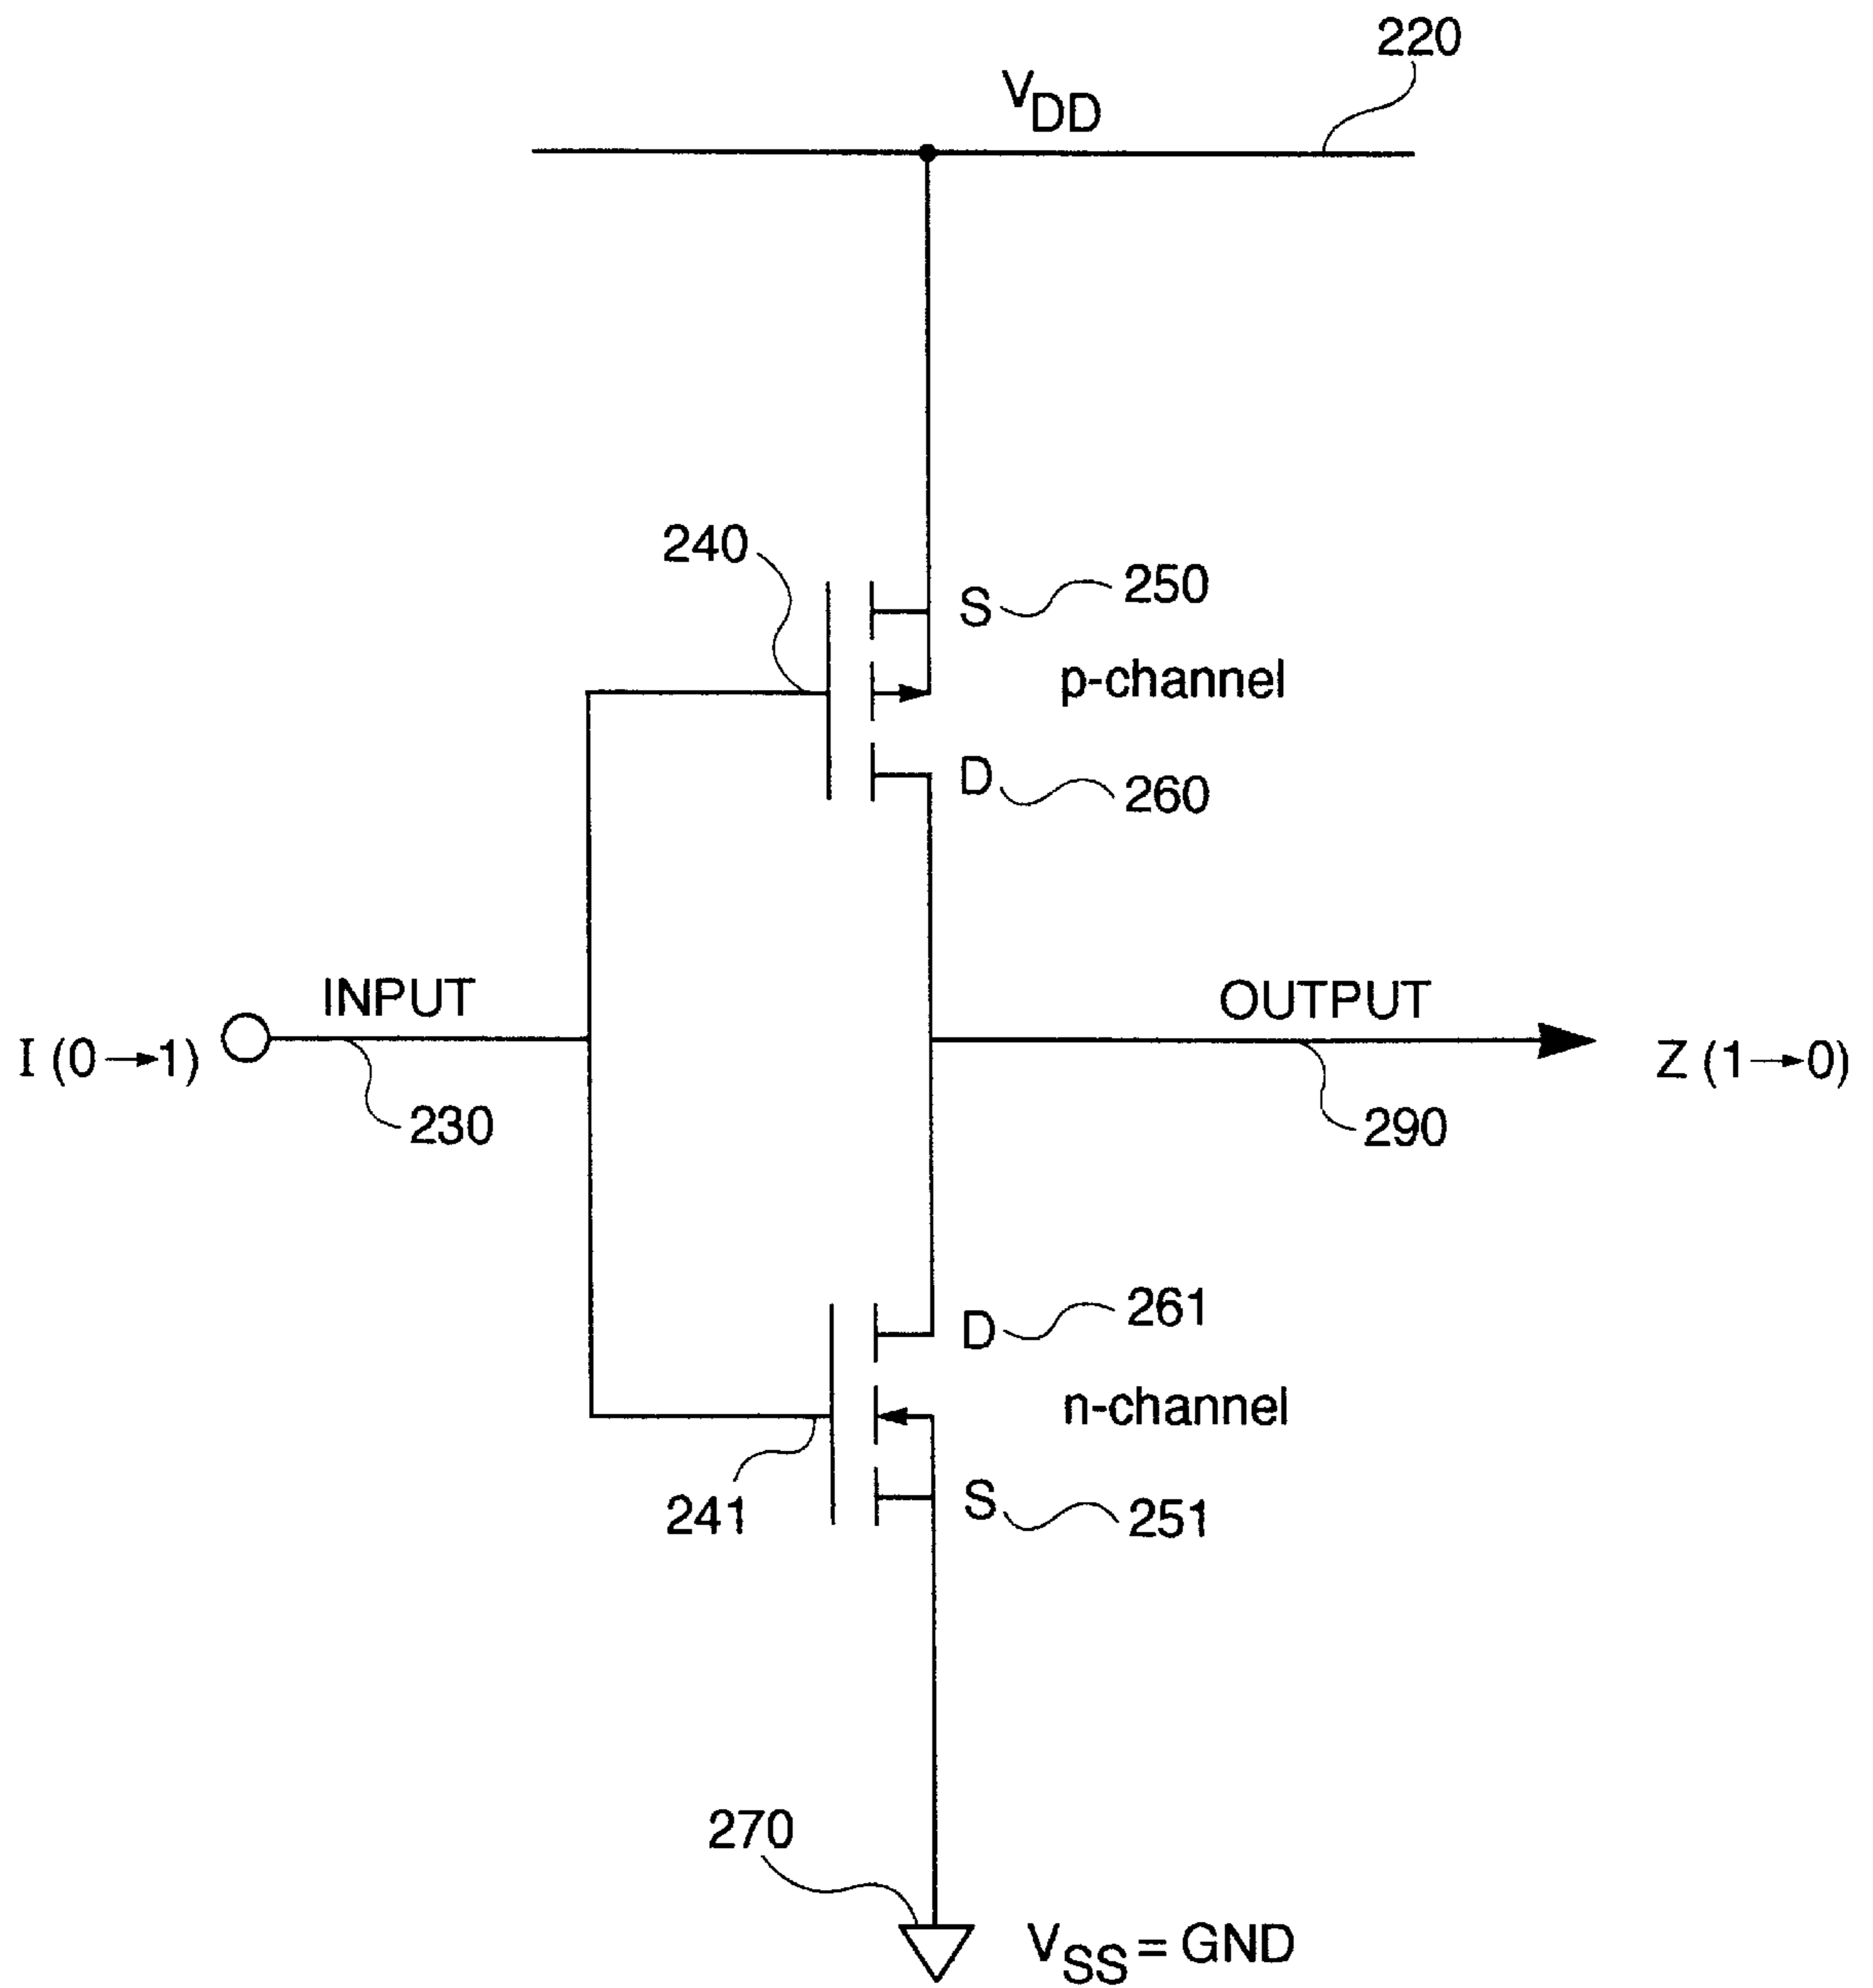 220
VDD
240
S 250
p-channel
D 260
INPUT
OUTPUT
I (0→1)
Z (1→0)
230
290
D 261
n-channel
241
S 251
270
VSS = GND